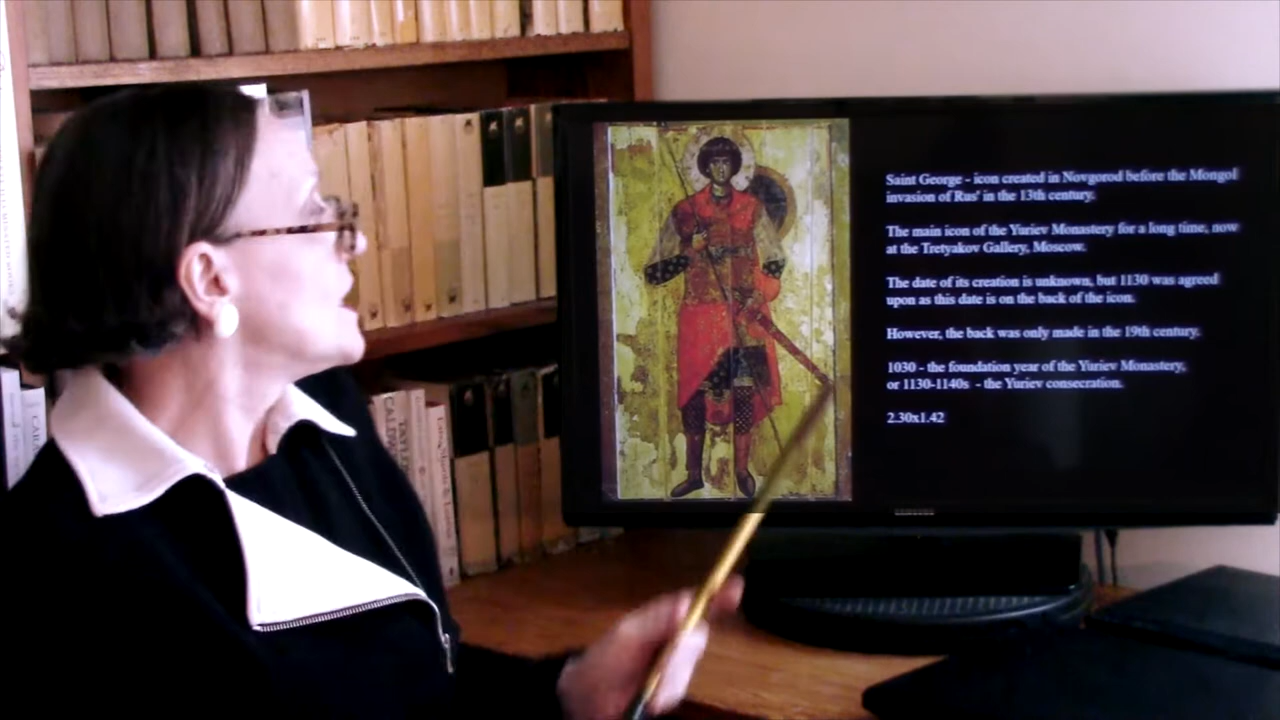 Saint George - icon created in Novgorod before the Mongol
invasion of Rus' in the 13th century.
The main icon of the Yuriev Monastery for a long time, now
at the Tretyakov Gallery, Moscow.
The date of its creation is unknown, but 1130 was agreed
upon as this date is on the back of the icon.
However, the back was only made in the 19th century.
1030 - the foundation year of the Yuriev Monastery,
or 1130-1140s - the Yuriev consecration.
2.30x1.42
SAMSUNG